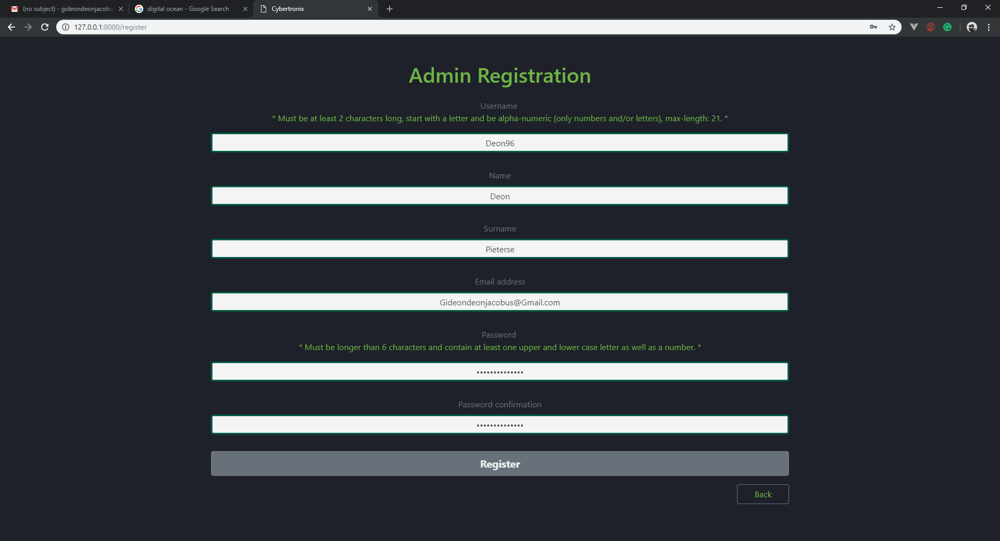 (no subject) - gideondeonjacobu
digital ocean - Google Search
Cybertronix
127.0.0.1:8000/register
Admin Registration
Username
* Must be at least 2 characters long, start with a letter and be alpha-numeric (only numbers and/or letters), max-length: 21. *
Deon96
Name
Deon
Surname
Pieterse
Email address
Gideondeonjacobus@Gmail.com
Password
* Must be longer than 6 characters and contain at least one upper and lower case letter as well as a number. *
••••••••••••••
Password confirmation
••••••••••••••
Register
Back